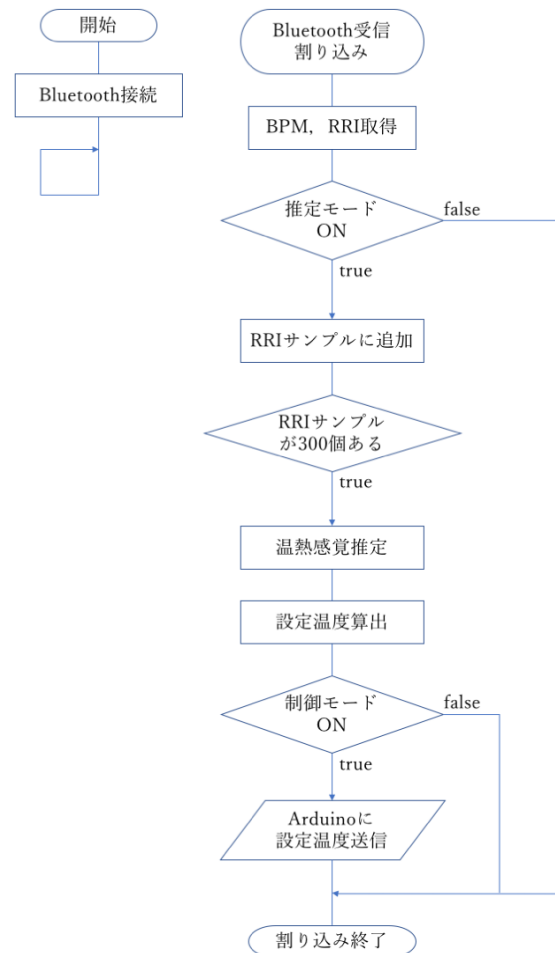 開始
Bluetooth接続
Bluetooth受信
割り込み
BPM，RRI取得
推定モード
ON
false
true
RRIサンプルに追加
RRIサンプル
が300個ある
true
温熱感覚推定
設定温度算出
制御モード
ON
false
true
Arduinoに
設定温度送信
割り込み終了